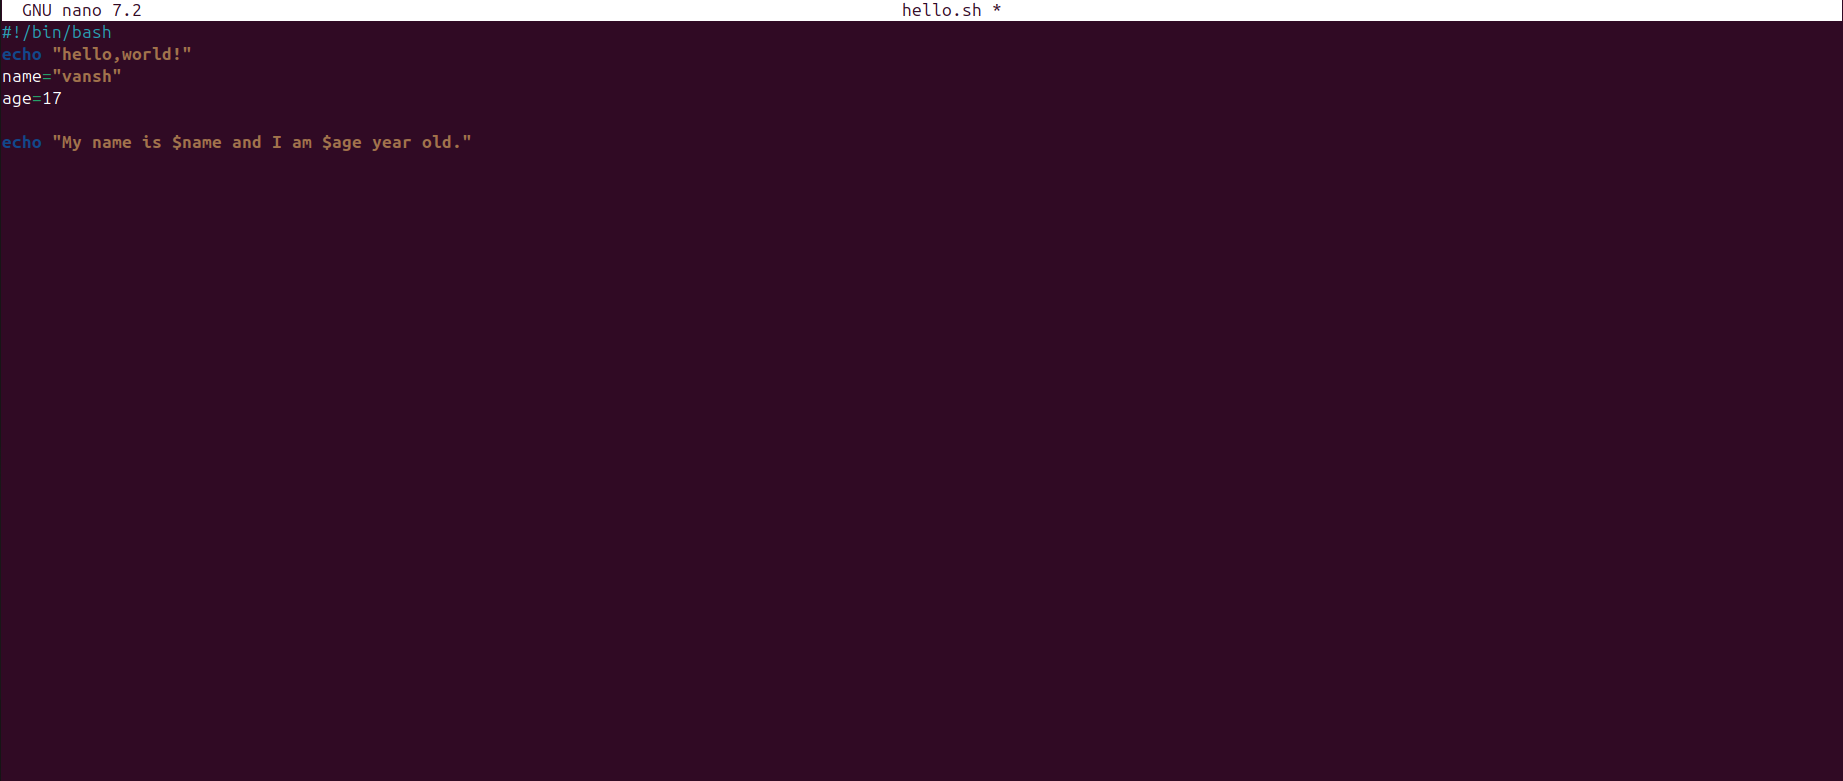 GNU nano 7.2 hello.sh *
#!/bin/bash
echo "hello,world!"
name="vansh"
age=17
echo "My name is $name and I am $age year old."